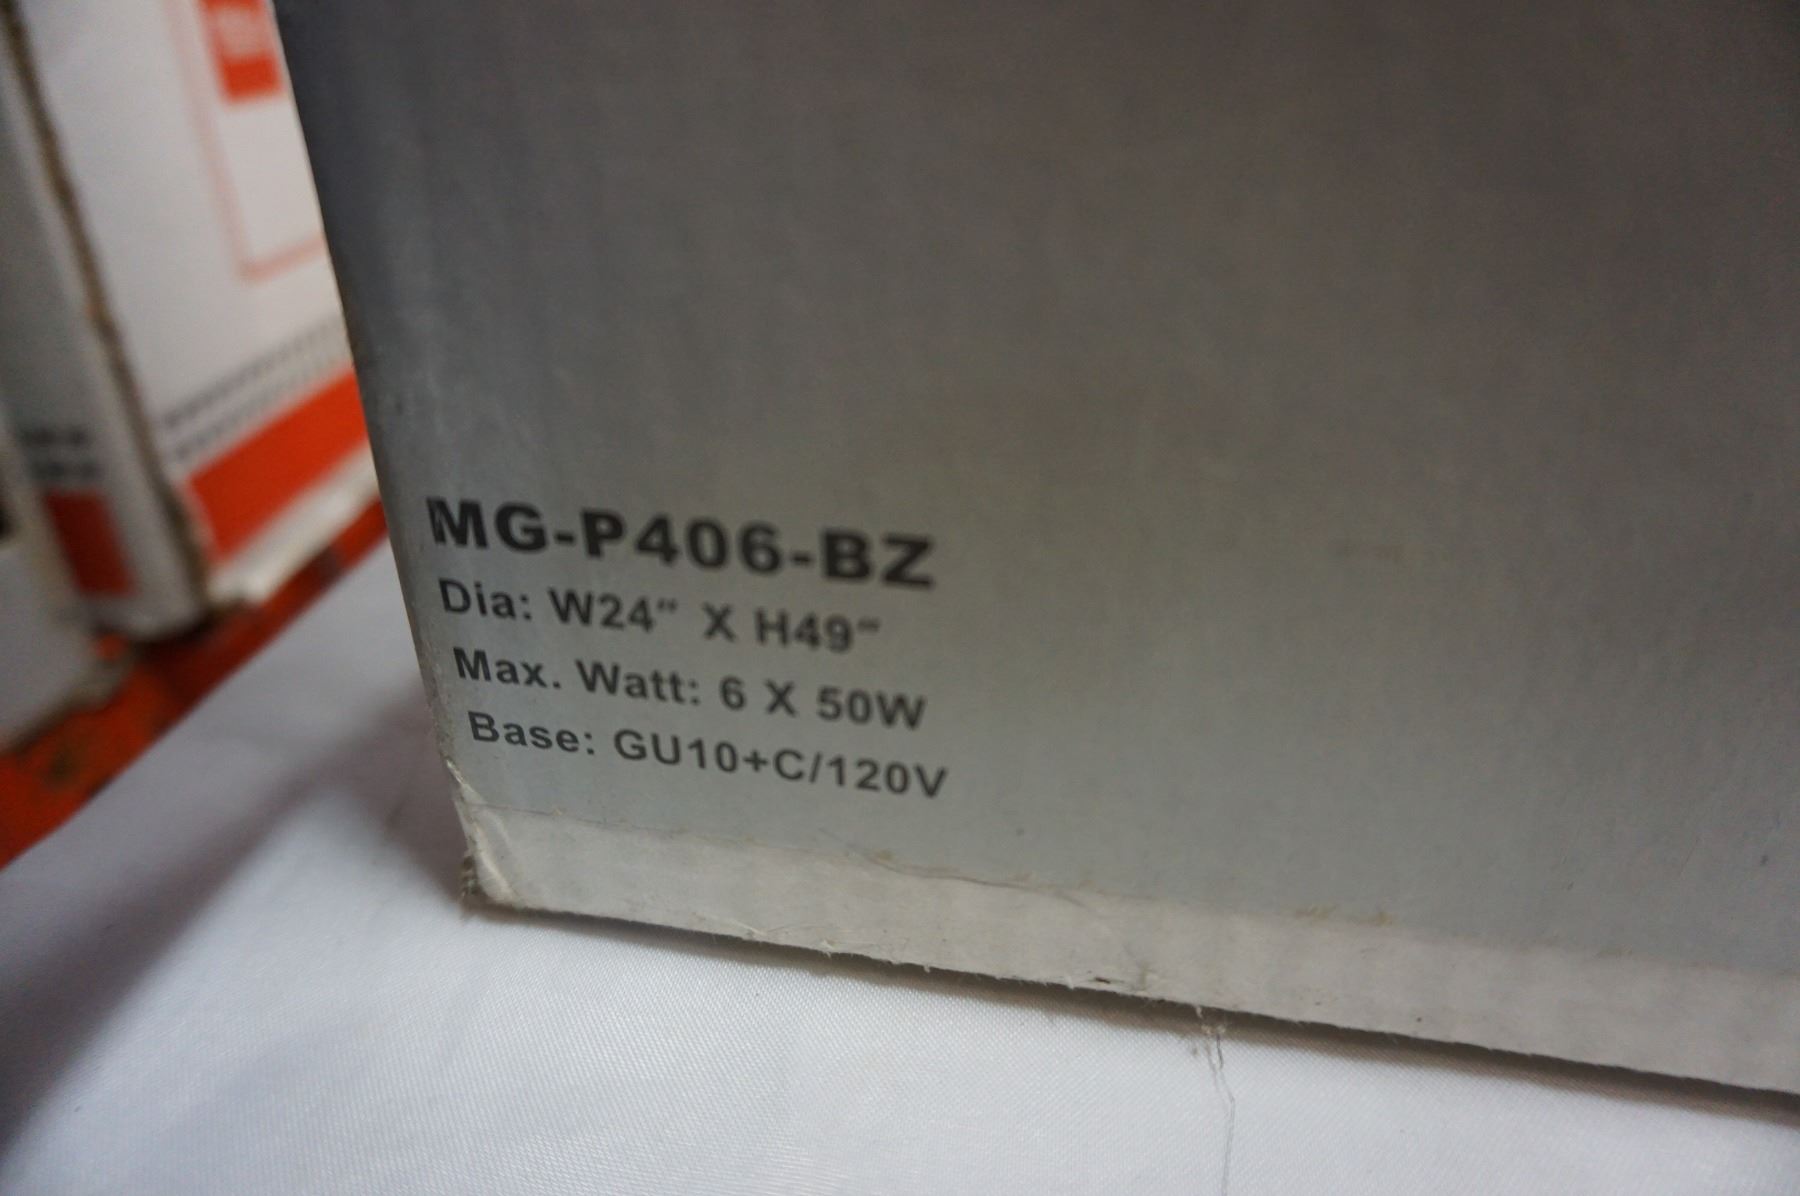 MG-P406-BZ
Dia: W24" X H49"
Max. Watt: 6 X 50W
Base: GU10+C/120V